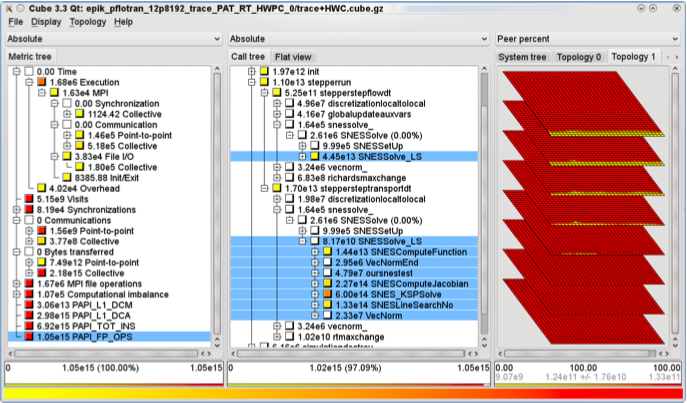 Cube 3.3 Qt: epik_pflotran_12p8192_trace_PAT_RT_HWPC_0/trace+HWC.cube.gz
File Display Topology Help
Absolute
Absolute
Peer percent
Metric tree
Call tree Flat view
System tree Topology 0 Topology 1
0.00 Time
1.68e6 Execution
1.63e4 MPI
0.00 Synchronization
1124.42 Collective
0.00 Communication
1.46e5 Point-to-point
5.18e5 Collective
3.83e4 File I/O
1.80e5 Collective
8385.88 Init/Exit
4.02e4 Overhead
5.15e9 Visits
8.19e4 Synchronizations
0 Communications
1.56e9 Point-to-point
3.77e8 Collective
0 Bytes transferred
7.49e12 Point-to-point
2.18e15 Collective
1.67e6 MPI file operations
1.07e5 Computational imbalance
3.06e13 PAPI_L1_DCM
2.98e15 PAPI_L1_DCA
6.92e15 PAPI_TOT_INS
1.05e15 PAPI_FP_OPS
1.97e12 init
1.10e13 stepperrun
5.25e11 steppersteptflowdt
4.96e7 discretizationlocaltolocal
4.16e7 globalupdateauxvars
1.64e5 snessolve_
2.61e6 SNESSolve (0.00%)
9.99e5 SNESSetUp
4.45e13 SNESSolve_LS
3.24e6 vecnorm_
6.83e8 richardsmaxchange
1.70e13 steppersteptransportdt
1.98e7 discretizationlocaltolocal
1.64e5 snessolve_
2.61e6 SNESSolve (0.00%)
9.99e5 SNESSetUp
8.17e10 SNESSolve_LS
1.44e13 SNESComputeFunction
2.95e6 VecNormEnd
4.79e7 oursnestest
2.27e14 SNESComputeJacobian
6.00e14 SNES_KSPSolve
1.33e14 SNESLineSearchNo
2.33e7 VecNorm
3.24e6 vecnorm_
1.02e10 rtmaxchange
0.00 1.05e15 (100.00%) 1.05e15
0.00 1.02e15 (97.09%) 1.05e15
0.00 100.00 100.00
9.07e9 1.24e11 +/- 1.76e10 1.33e11